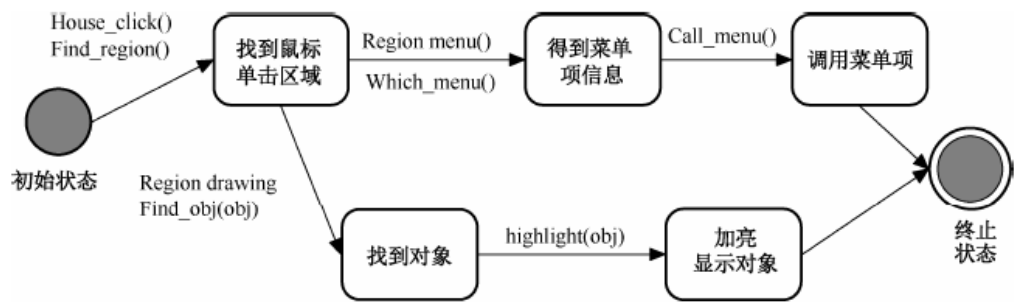 House_click()
Find_region()
找到鼠标
单击区域
Region menu()
Which_menu()
得到菜单
项信息
Call_menu()
调用菜单项
初始状态
Region drawing
Find_obj(obj)
找到对象
highlight(obj)
加亮
显示对象
终止
状态